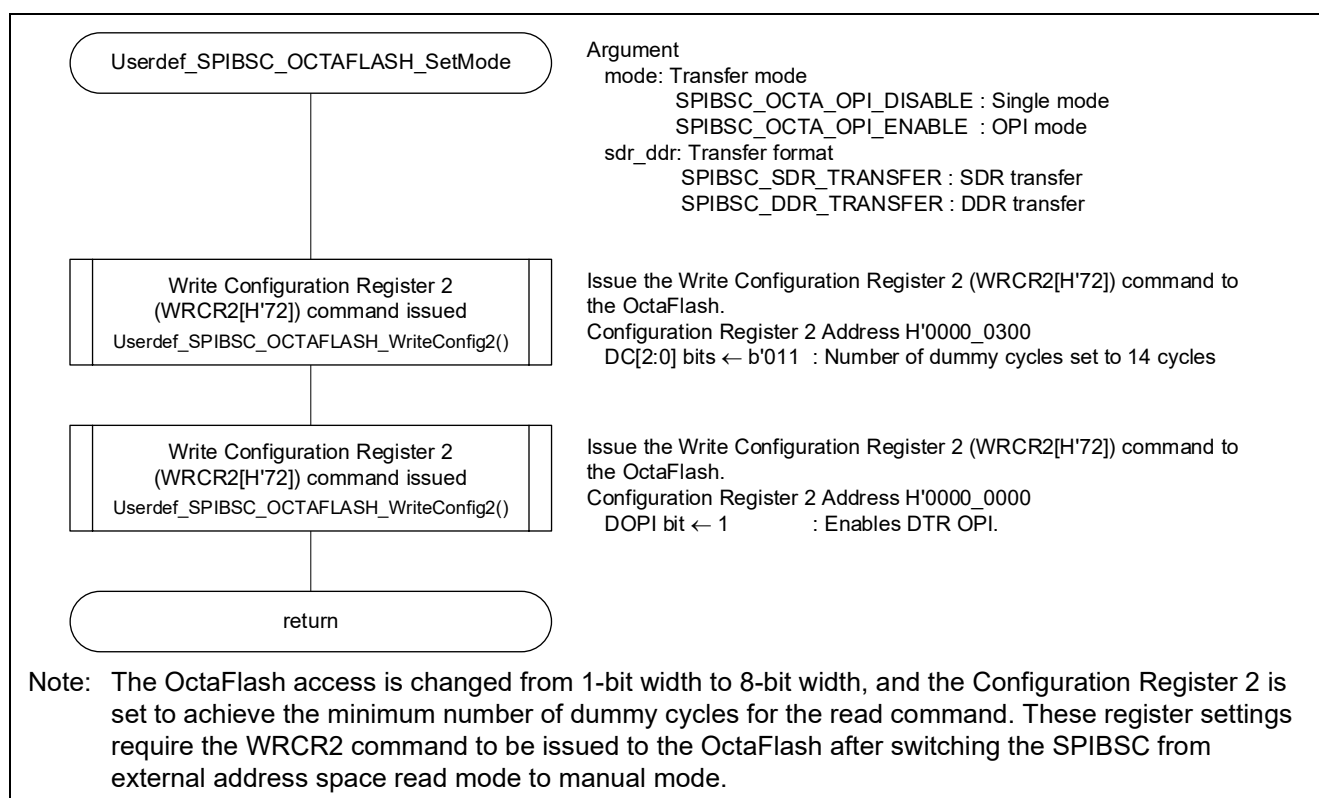 Userdef_SPIBSC_OCTAFLASH_SetMode
Argument
mode: Transfer mode
SPIBSC_OCTA_OPI_DISABLE : Single mode
SPIBSC_OCTA_OPI_ENABLE : OPI mode
sdr_ddr: Transfer format
SPIBSC_SDR_TRANSFER : SDR transfer
SPIBSC_DDR_TRANSFER : DDR transfer
Write Configuration Register 2
(WRCR2[H'72]) command issued
Userdef_SPIBSC_OCTAFLASH_WriteConfig2()
Issue the Write Configuration Register 2 (WRCR2[H'72]) command to
the OctaFlash.
Configuration Register 2 Address H'0000_0300
DC[2:0] bits ← b'011 : Number of dummy cycles set to 14 cycles
Write Configuration Register 2
(WRCR2[H'72]) command issued
Userdef_SPIBSC_OCTAFLASH_WriteConfig2()
Issue the Write Configuration Register 2 (WRCR2[H'72]) command to
the OctaFlash.
Configuration Register 2 Address H'0000_0000
DOPI bit ← 1 : Enables DTR OPI.
return
Note: The OctaFlash access is changed from 1-bit width to 8-bit width, and the Configuration Register 2 is
set to achieve the minimum number of dummy cycles for the read command. These register settings
require the WRCR2 command to be issued to the OctaFlash after switching the SPIBSC from
external address space read mode to manual mode.